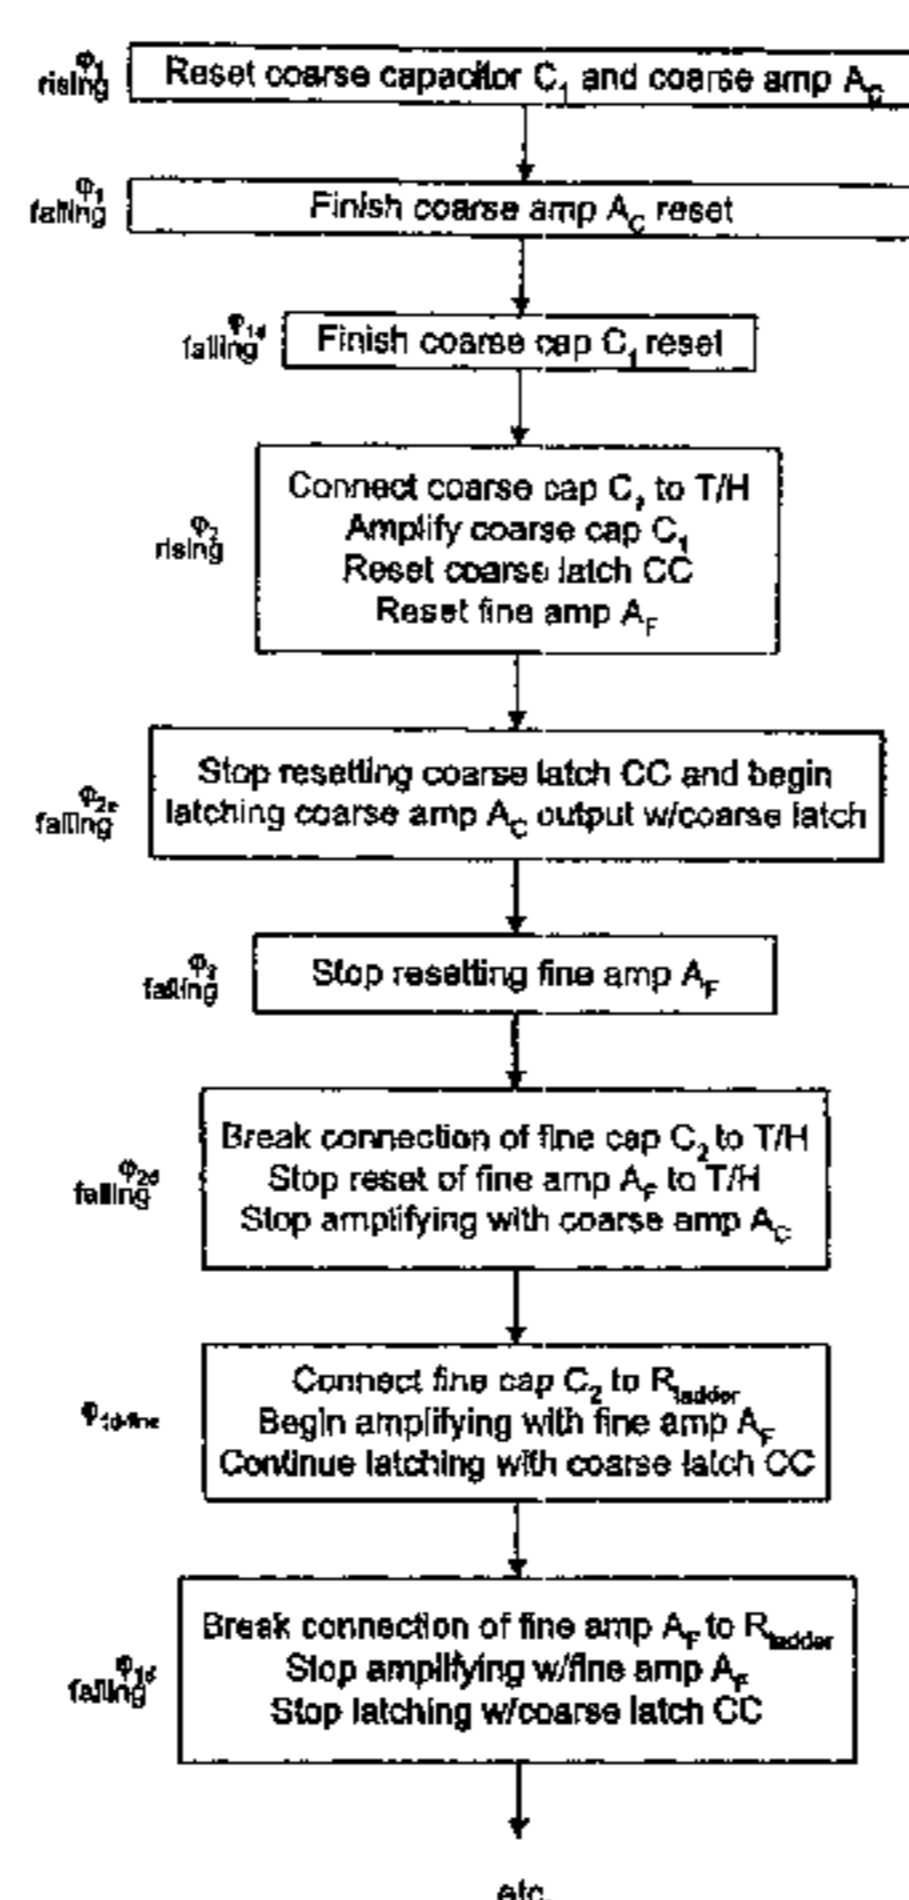 φ1
rising
Reset coarse capacitor C1 and coarse amp AC
φ1
falling
Finish coarse amp AC reset
φ1d
falling
Finish coarse cap C1 reset
φ2
rising
Connect coarse cap C1 to T/H
Amplify coarse cap C1
Reset coarse latch CC
Reset fine amp AF
φ2e
falling
Stop resetting coarse latch CC and begin
latching coarse amp AC output w/coarse latch
φ2
falling
Stop resetting fine amp AF
φ2d
falling
Break connection of fine cap C2 to T/H
Stop reset of fine amp AF to T/H
Stop amplifying with coarse amp AC
φ1dfine
Connect fine cap C2 to Rladder
Begin amplifying with fine amp AF
Continue latching with coarse latch CC
φ1d
falling
Break connection of fine amp AF to Rladder
Stop amplifying w/fine amp AF
Stop latching w/coarse latch CC
etc.